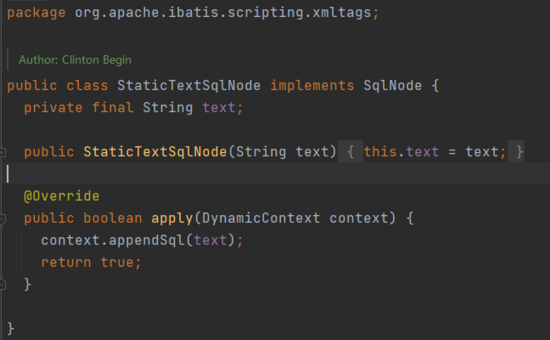 package org.apache.ibatis.scripting.xmltags;
Author: Clinton Begin
public class StaticTextSqlNode implements SqlNode {
  private final String text;
  public StaticTextSqlNode(String text) { this.text = text; }
  @Override
  public boolean apply(DynamicContext context) {
    context.appendSql(text);
    return true;
  }
}